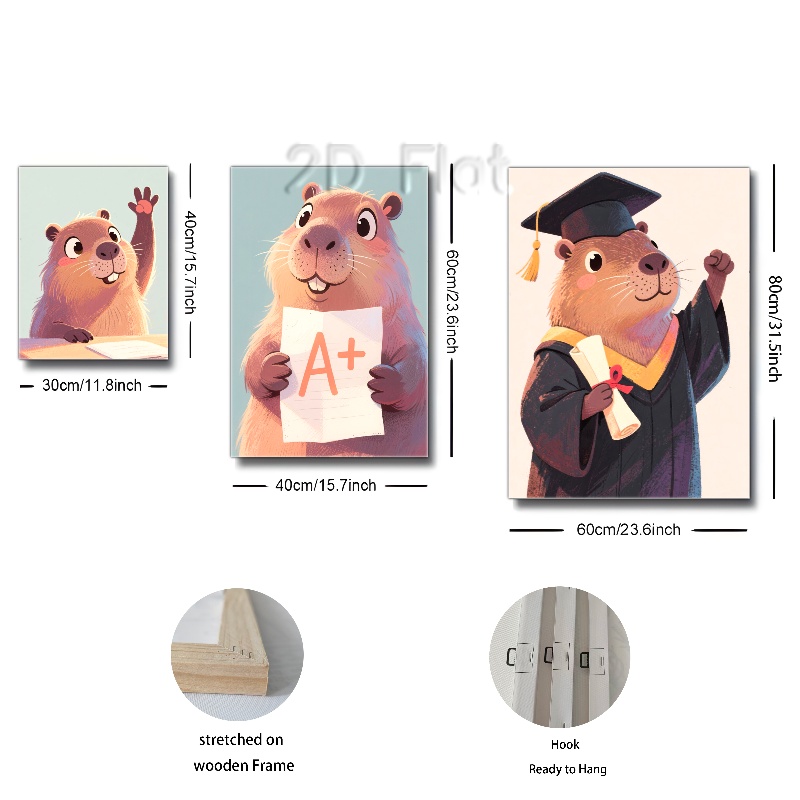 2D Flat
40cm/15.7inch
30cm/11.8inch
A+
60cm/23.6inch
40cm/15.7inch
80cm/31.5inch
60cm/23.6inch
stretched on
wooden Frame
Hook
Ready to Hang